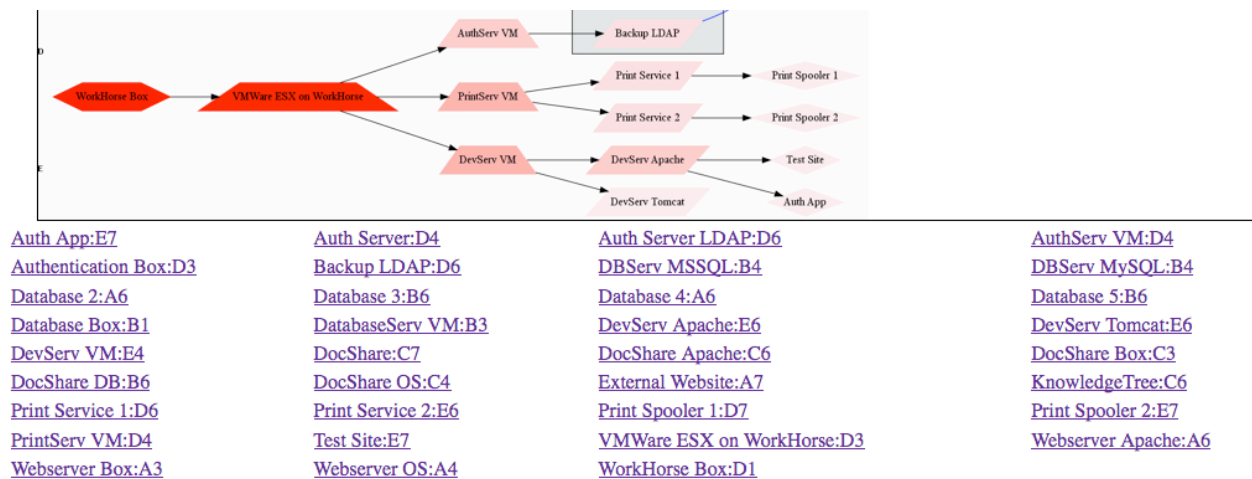 AuthServ VM Backup LDAP
D
Print Service 1 Print Spooler 1
WorkHorse Box VMWare ESX on WorkHorse PrintServ VM
Print Service 2 Print Spooler 2
DevServ VM DevServ Apache Test Site
E
DevServ Tomcat Auth App
Auth App:E7 Auth Server:D4 Auth Server LDAP:D6 AuthServ VM:D4
Authentication Box:D3 Backup LDAP:D6 DBServ MSSQL:B4 DBServ MySQL:B4
Database 2:A6 Database 3:B6 Database 4:A6 Database 5:B6
Database Box:B1 DatabaseServ VM:B3 DevServ Apache:E6 DevServ Tomcat:E6
DevServ VM:E4 DocShare:C7 DocShare Apache:C6 DocShare Box:C3
DocShare DB:B6 DocShare OS:C4 External Website:A7 KnowledgeTree:C6
Print Service 1:D6 Print Service 2:E6 Print Spooler 1:D7 Print Spooler 2:E7
PrintServ VM:D4 Test Site:E7 VMWare ESX on WorkHorse:D3 Webserver Apache:A6
Webserver Box:A3 Webserver OS:A4 WorkHorse Box:D1